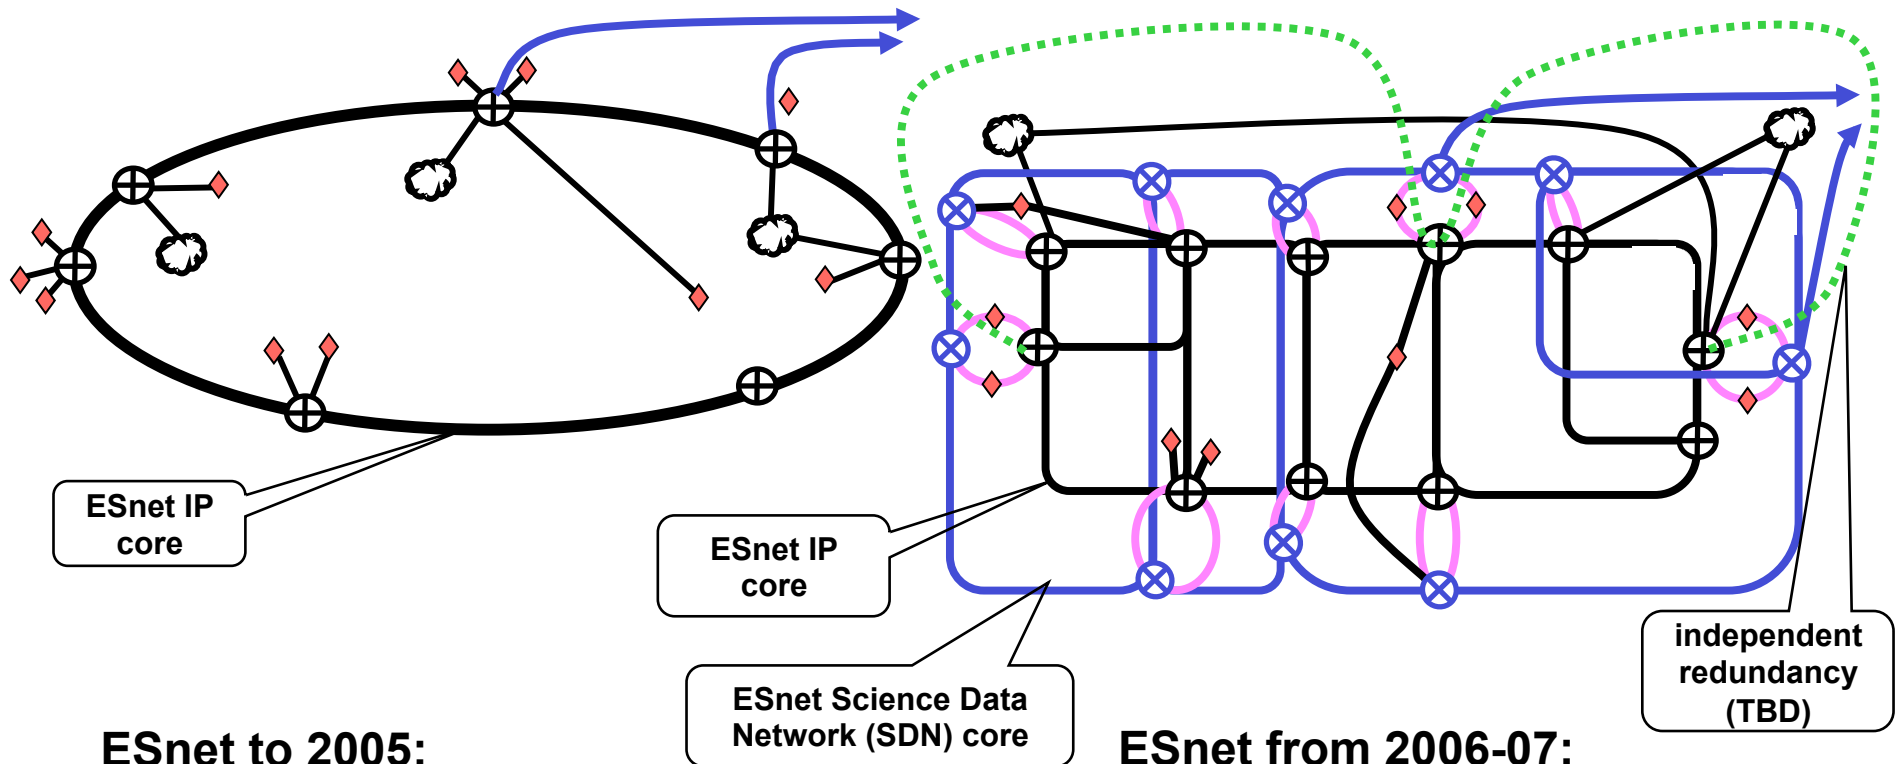 ESnet IP
core
ESnet IP
core
ESnet Science Data
Network (SDN) core
independent
redundancy
(TBD)
ESnet to 2005:
ESnet from 2006-07: